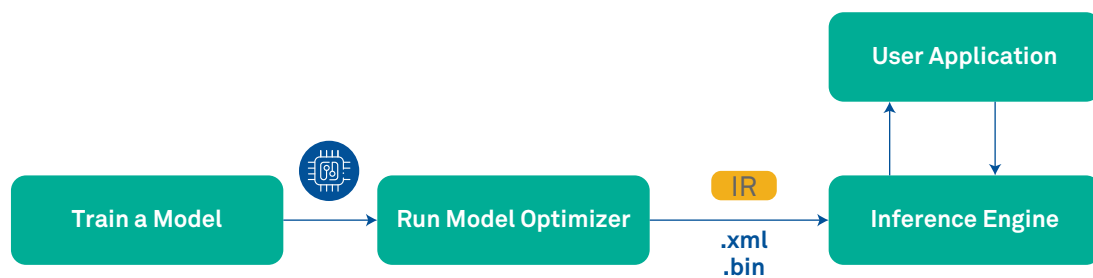 User Application
Train a Model
Run Model Optimizer
IR
.xml
.bin
Inference Engine